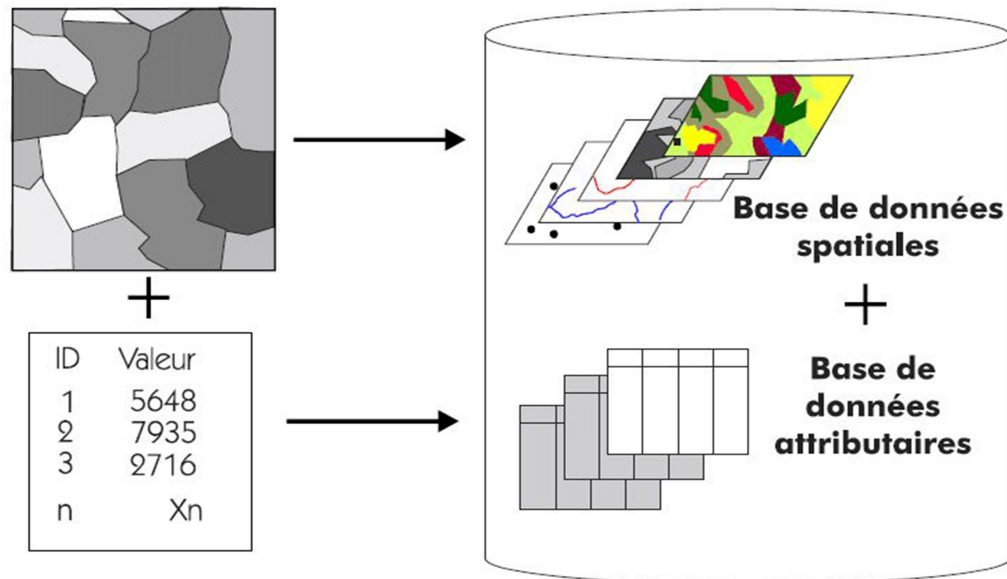 ID Valeur
1 5648
2 7935
3 2716
n Xn
Base de données
spatiales
Base de
données
attributaires